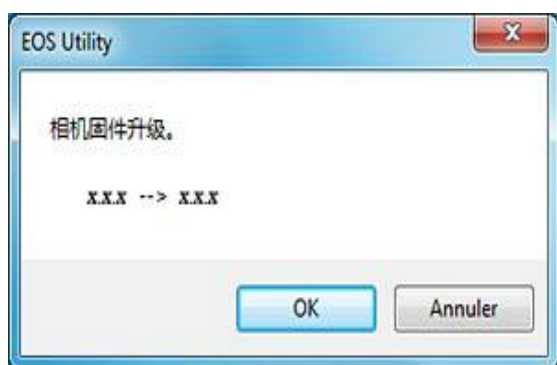 EOS Utility
相机固件升级。
X.X.X --> X.X.X
OK
Annuler